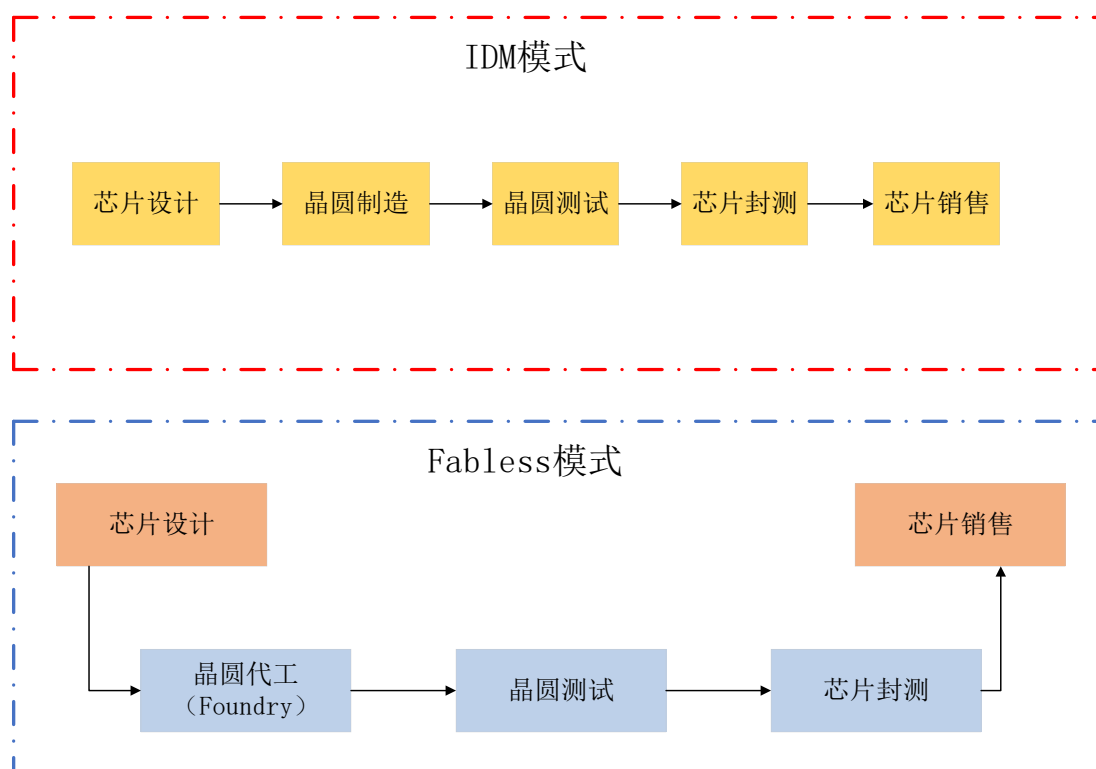 IDM模式
芯片设计
晶圆制造
晶圆测试
芯片封测
芯片销售
Fabless模式
芯片设计
芯片销售
晶圆代工
（Foundry）
晶圆测试
芯片封测